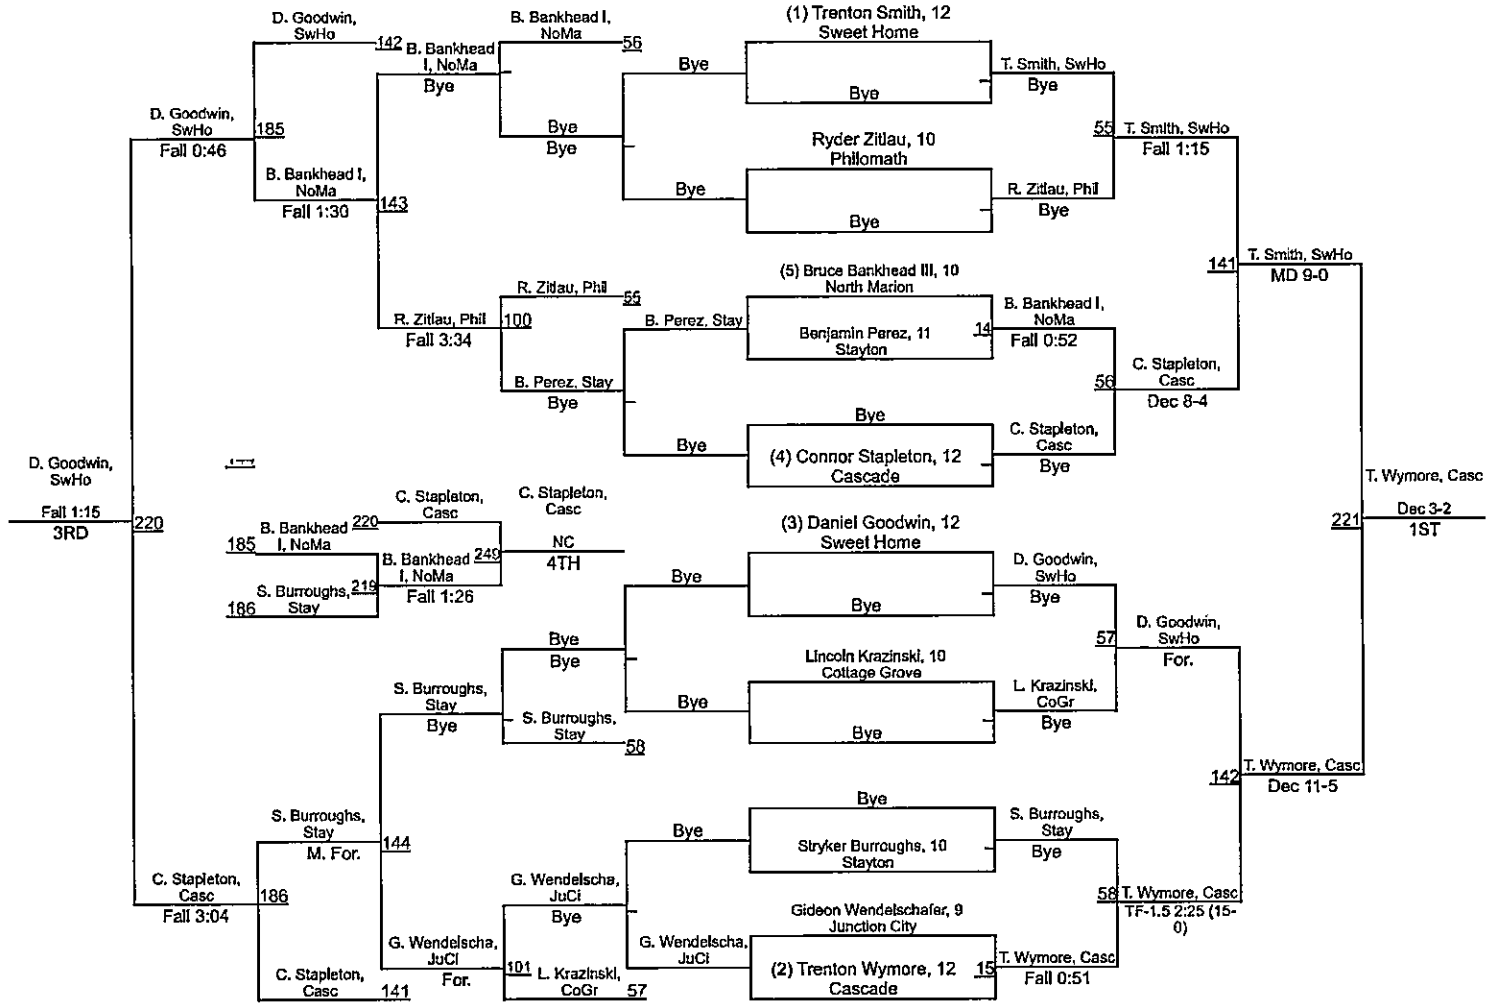 D. Goodwin,
SwHo
142
B. Bankhead I,
NoMa
56
(1) Trenton Smith, 12
Sweet Home
B. Bankhead
I, NoMa
Bye
Bye
Bye
T. Smith, SwHo
Bye
D. Goodwin,
SwHo
Fall 0:46
185
Bye
Bye
Ryder Zitlau, 10
Philomath
55
T. Smith, SwHo
Fall 1:15
B. Bankhead I,
NoMa
Fall 1:30
143
Bye
Bye
R. Zitlau, Phil
Bye
141
T. Smith, SwHo
MD 9-0
R. Zitlau, Phil
55
(5) Bruce Bankhead III, 10
North Marion
B. Bankhead I,
NoMa
Fall 0:52
R. Zitlau, Phil
Fall 3:34
100
B. Perez, Stay
Benjamin Perez, 11
Stayton
14
B. Perez, Stay
Bye
56
C. Stapleton,
Casc
Dec 8-4
Bye
Bye
(4) Connor Stapleton, 12
Cascade
C. Stapleton,
Casc
Bye
D. Goodwin,
SwHo
Fall 1:15
3RD
220
T. Wymore, Casc
Dec 3-2
1ST
221
C. Stapleton,
Casc
220
C. Stapleton,
Casc
NC
4TH
B. Bankhead
I, NoMa
185
B. Bankhead
I, NoMa
Fall 1:26
249
S. Burroughs,
Stay
186
219
(3) Daniel Goodwin, 12
Sweet Home
Bye
Bye
D. Goodwin,
SwHo
Bye
Bye
Bye
57
D. Goodwin,
SwHo
For.
Lincoln Krazinski, 10
Cottage Grove
S. Burroughs,
Stay
Bye
S. Burroughs,
Stay
58
Bye
Bye
L. Krazinski,
CoGr
Bye
142
T. Wymore, Casc
Dec 11-5
S. Burroughs,
Stay
M. For.
144
Bye
Bye
Stryker Burroughs, 10
Stayton
S. Burroughs,
Stay
Bye
C. Stapleton,
Casc
Fall 3:04
186
G. Wendelscha,
JuCi
Bye
58
T. Wymore, Casc
TF-1.5 2:25 (15-
0)
Gideon Wendelschafer, 9
Junction City
G. Wendelscha,
JuCi
For.
101
G. Wendelscha,
JuCi
(2) Trenton Wymore, 12
Cascade
15
T. Wymore, Casc
Fall 0:51
C. Stapleton,
Casc
141
L. Krazinski,
CoGr
57